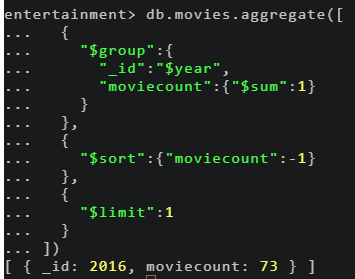 entertainment> db.movies.aggregate([
...   {
...     "$group":{
...       "_id":"$year",
...       "moviecount":{"$sum":1}
...     }
...   },
...   {
...      "$sort":{"moviecount":-1}
...   },
...   {
...      "$limit":1
...   }
... ])
[ { _id: 2016, moviecount: 73 } ]